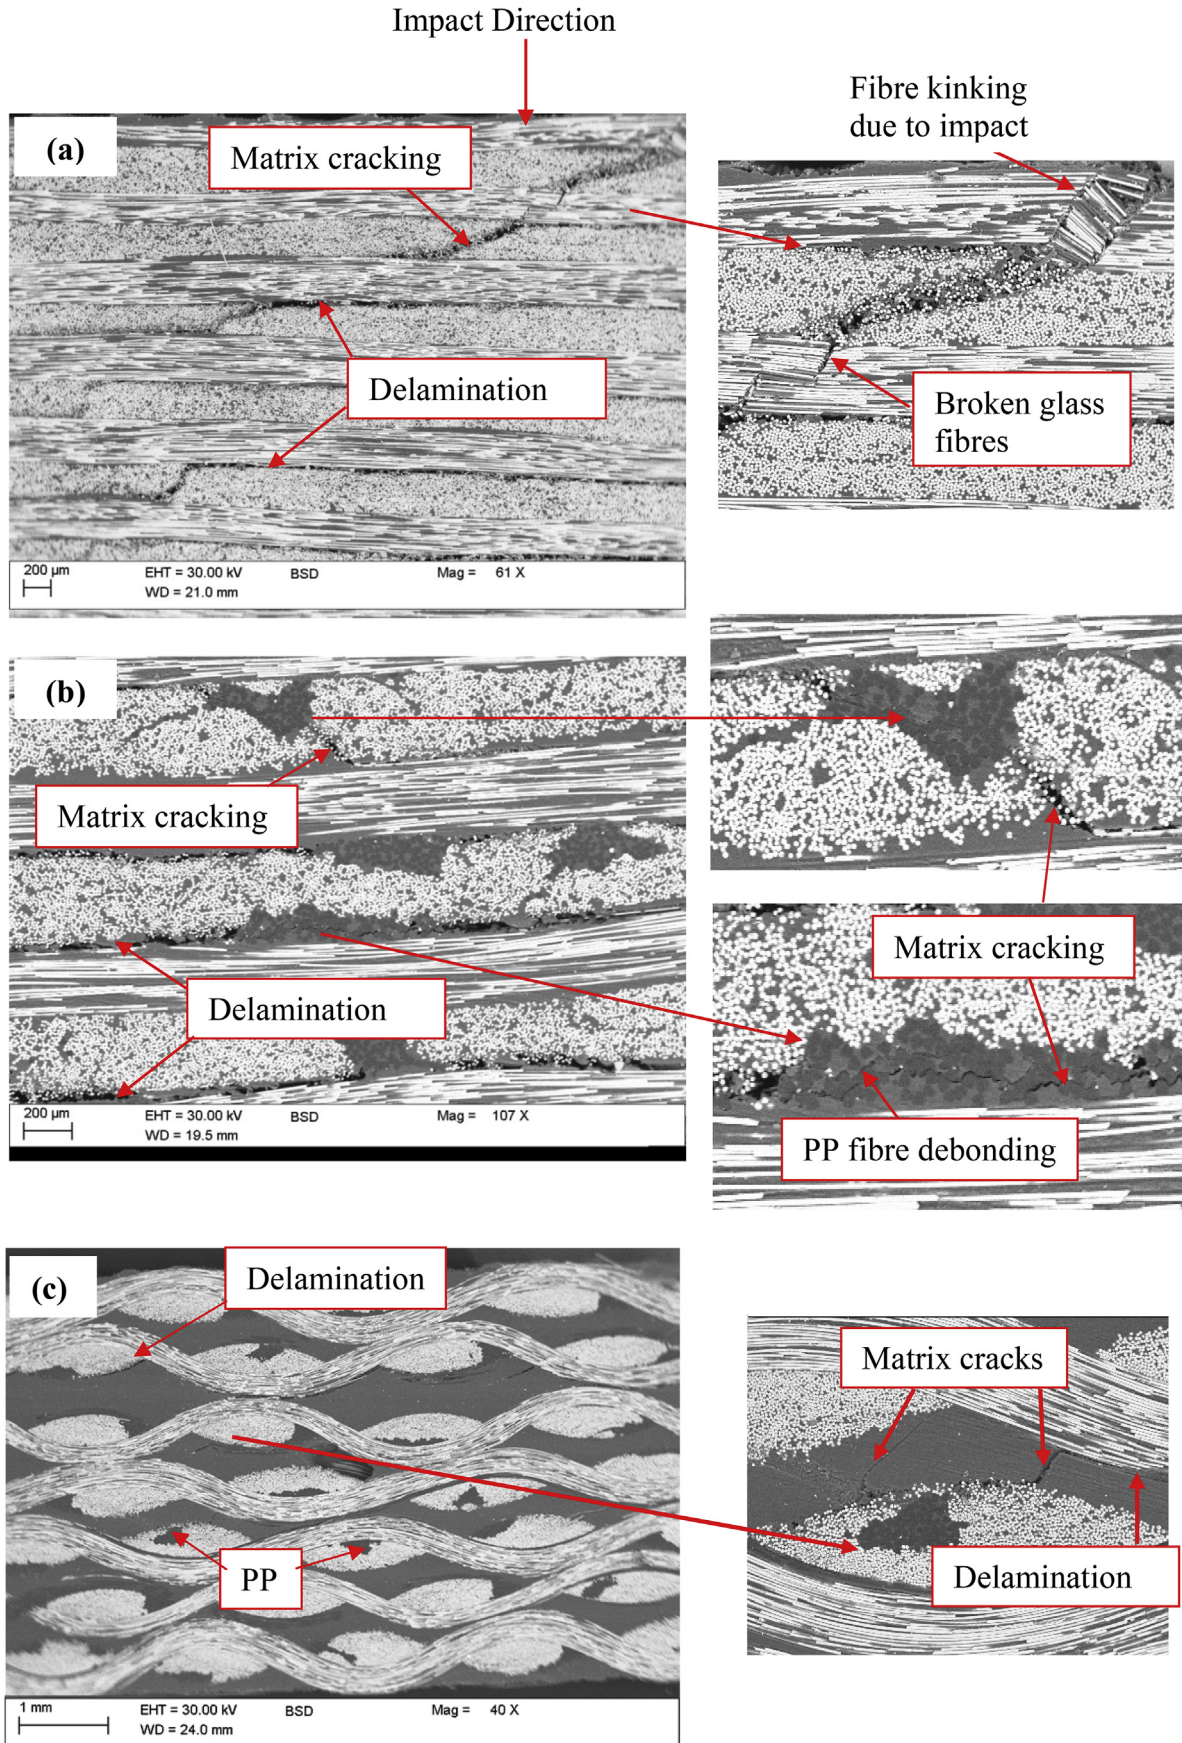 Impact Direction
Fibre kinking
due to impact
(a)
Matrix cracking
Delamination
Broken glass
fibres
200 µm
EHT = 30.00 kV
BSD
Mag = 61 X
WD = 21.0 mm
(b)
Matrix cracking
Delamination
Matrix cracking
PP fibre debonding
200 µm
EHT = 30.00 kV
BSD
Mag = 107 X
WD = 19.5 mm
(c)
Delamination
Matrix cracks
PP
Delamination
1 mm
EHT = 30.00 kV
BSD
Mag = 40 X
WD = 24.0 mm